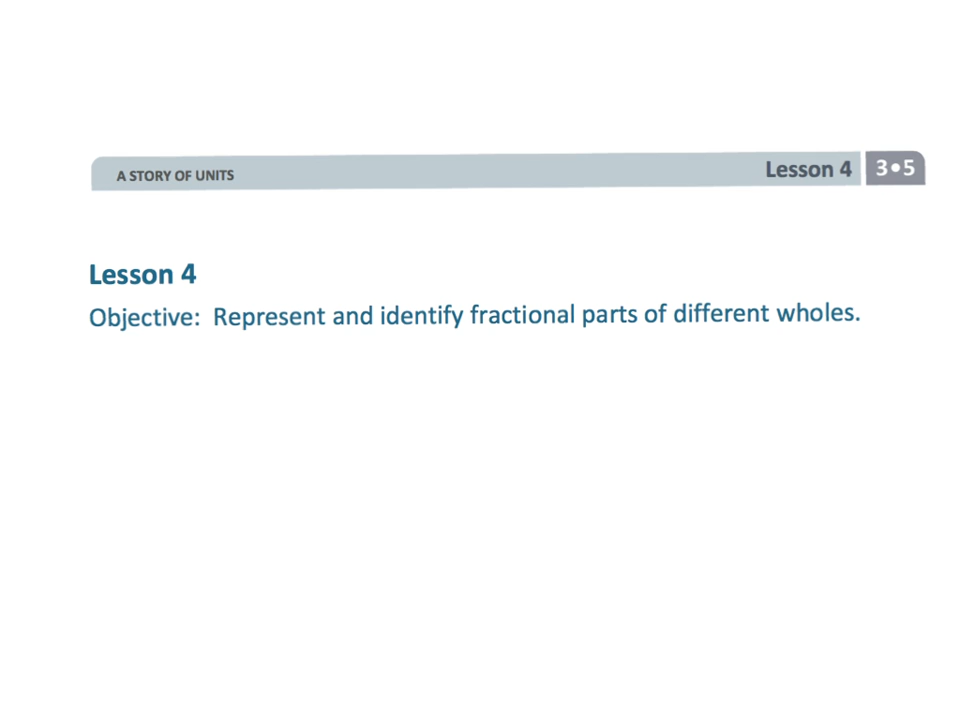 A STORY OF UNITS
Lesson 4
3•5
Lesson 4
Objective: Represent and identify fractional parts of different wholes.